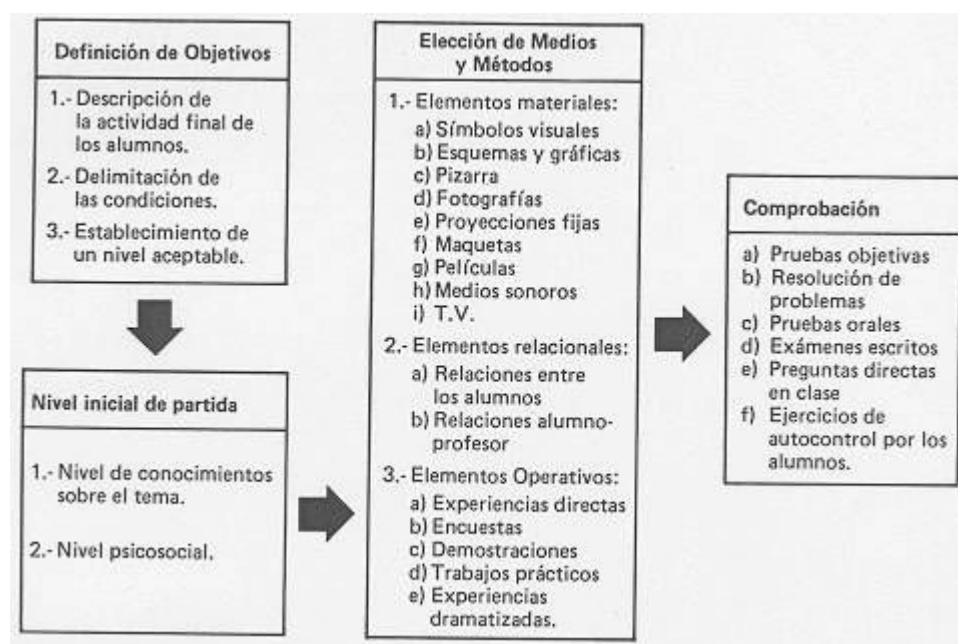 Definición de Objetivos
1.- Descripción de
la actividad final de
los alumnos.
2.- Delimitación de
las condiciones.
3.- Establecimiento de
un nivel aceptable.
Nivel inicial de partida
1.- Nivel de conocimientos
sobre el tema.
2.- Nivel psicosocial.
Elección de Medios
y Métodos
1.- Elementos materiales:
a) Símbolos visuales
b) Esquemas y gráficas
c) Pizarra
d) Fotografías
e) Proyecciones fijas
f) Maquetas
g) Películas
h) Medios sonoros
i) T.V.
2.- Elementos relacionales:
a) Relaciones entre
los alumnos
b) Relaciones alumno-
profesor
3.- Elementos Operativos:
a) Experiencias directas
b) Encuestas
c) Demostraciones
d) Trabajos prácticos
e) Experiencias
dramatizadas.
Comprobación
a) Pruebas objetivas
b) Resolución de
problemas
c) Pruebas orales
d) Exámenes escritos
e) Preguntas directas
en clase
f) Ejercicios de
autocontrol por los
alumnos.